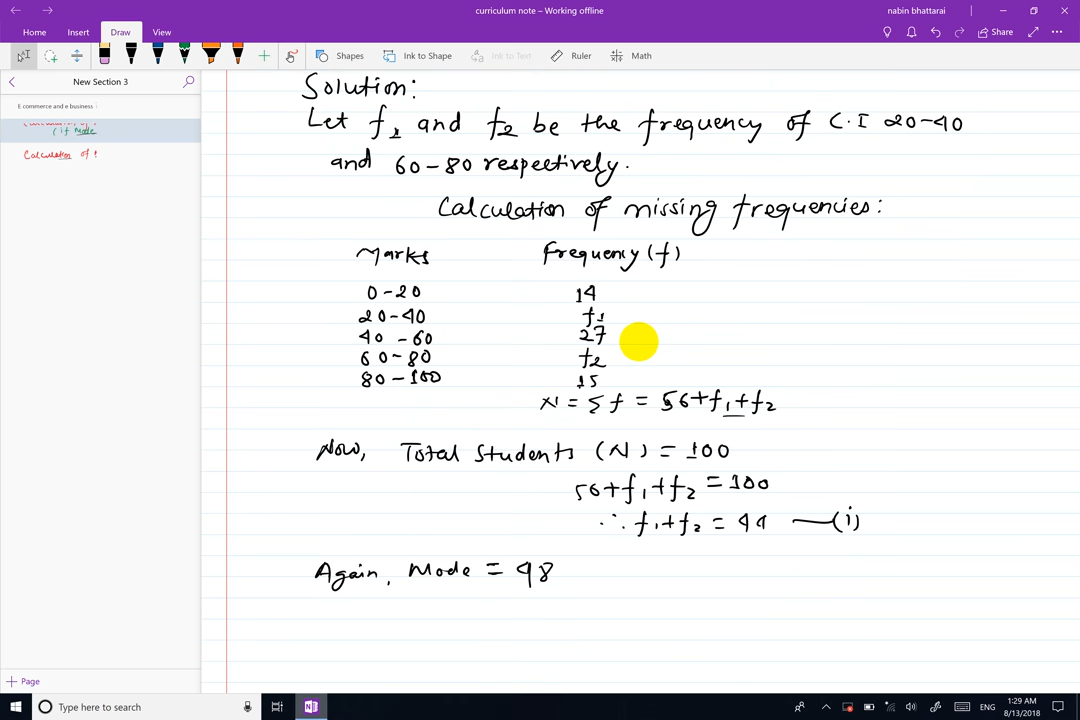 curriculum note – Working offline
nabin bhattarai
Home Insert Draw View
Share
Shapes Ink to Shape Ink to Text Ruler Math
New Section 3
E commerce and e business
(if mode
Calculation of
Solution:
Let f1 and f2 be the frequency of C.I 20-40
and 60-80 respectively.
Calculation of missing frequencies:
Marks Frequency (f)
0-20 14
20-40 f1
40-60 27
60-80 f2
80-100 15
N = Σf = 56+f1+f2
Now, Total Students (N) = 100
56+f1+f2 = 100
∴ f1+f2 = 44 —(i)
Again, Mode = 48
Page
Type here to search
ENG
1:29 AM
8/13/2018